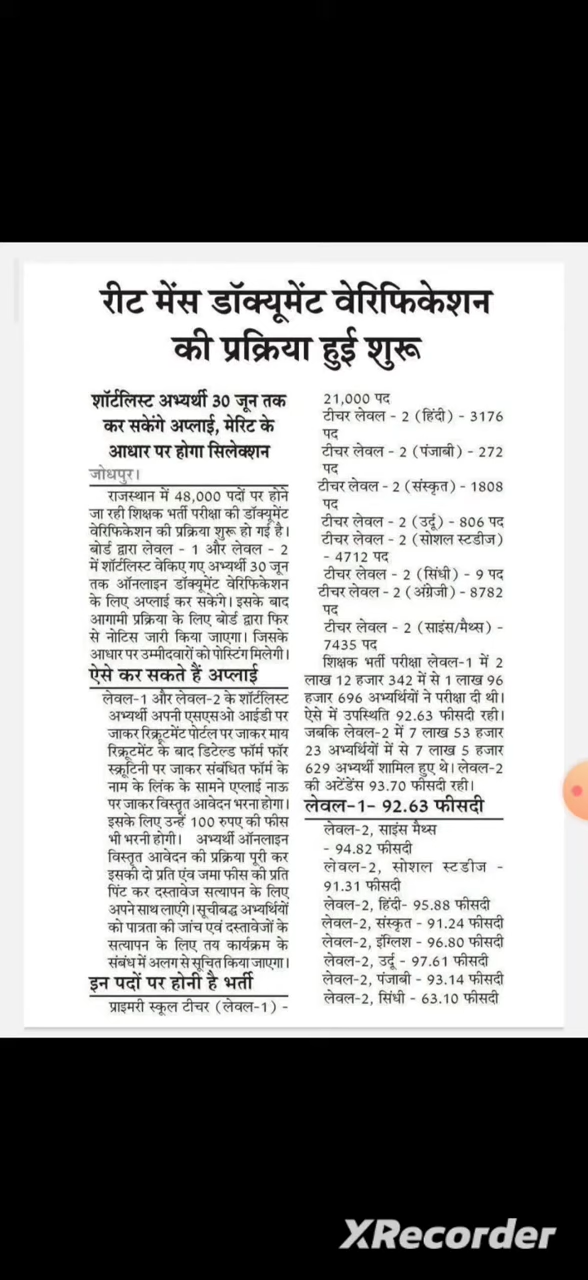 रीट मेंस डॉक्यूमेंट वेरिफिकेशन
की प्रक्रिया हुई शुरू
शॉर्टलिस्ट अभ्यर्थी 30 जून तक
कर सकेंगे अप्लाई, मेरिट के
आधार पर होगा सिलेक्शन
जोधपुर।
राजस्थान में 48,000 पदों पर होने
जा रही शिक्षक भर्ती परीक्षा की डॉक्यूमेंट
वेरिफिकेशन की प्रक्रिया शुरू हो गई है।
बोर्ड द्वारा लेवल - 1 और लेवल - 2
में शॉर्टलिस्ट वेकिए गए अभ्यर्थी 30 जून
तक ऑनलाइन डॉक्यूमेंट वेरिफिकेशन
के लिए अप्लाई कर सकेंगे। इसके बाद
आगामी प्रक्रिया के लिए बोर्ड द्वारा फिर
से नोटिस जारी किया जाएगा। जिसके
आधार पर उम्मीदवारों को पोस्टिंग मिलेगी।
ऐसे कर सकते हैं अप्लाई
लेवल-1 और लेवल-2 के शॉर्टलिस्ट
अभ्यर्थी अपनी एसएसओ आईडी पर
जाकर रिक्रूटमेंट पोर्टल पर जाकर माय
रिक्रूटमेंट के बाद डिटेल्ड फॉर्म फॉर
स्क्रूटिनी पर जाकर संबंधित फॉर्म के
नाम के लिंक के सामने एप्लाई नाऊ
पर जाकर विस्तृत आवेदन भरना होगा।
इसके लिए उन्हें 100 रुपए की फीस
भी भरनी होगी। अभ्यर्थी ऑनलाइन
विस्तृत आवेदन की प्रक्रिया पूरी कर
इसकी दो प्रति एंव जमा फीस की प्रति
पिंट कर दस्तावेज सत्यापन के लिए
अपने साथ लाएंगे। सूचीबद्ध अभ्यर्थियों
को पात्रता की जांच एवं दस्तावेजों के
सत्यापन के लिए तय कार्यक्रम के
संबंध में अलग से सूचित किया जाएगा।
इन पदों पर होनी है भर्ती
प्राइमरी स्कूल टीचर (लेवल-1) -
21,000 पद
टीचर लेवल - 2 (हिंदी) - 3176
पद
टीचर लेवल - 2 (पंजाबी) - 272
पद
टीचर लेवल - 2 (संस्कृत) - 1808
पद
टीचर लेवल - 2 (उर्दू) - 806 पद
टीचर लेवल - 2 (सोशल स्टडीज)
- 4712 पद
टीचर लेवल - 2 (सिंधी) - 9 पद
टीचर लेवल - 2 (अंग्रेजी) - 8782
पद
टीचर लेवल - 2 (साइंस/मैथ्स) -
7435 पद
शिक्षक भर्ती परीक्षा लेवल-1 में 2
लाख 12 हजार 342 में से 1 लाख 96
हजार 696 अभ्यर्थियों ने परीक्षा दी थी।
ऐसे में उपस्थिति 92.63 फीसदी रही।
जबकि लेवल-2 में 7 लाख 53 हजार
23 अभ्यर्थियों में से 7 लाख 5 हजार
629 अभ्यर्थी शामिल हुए थे। लेवल-2
की अटेंडेंस 93.70 फीसदी रही।
लेवल-1- 92.63 फीसदी
लेवल-2, साइंस मैथ्स
- 94.82 फीसदी
लेवल-2, सोशल स्टडीज -
91.31 फीसदी
लेवल-2, हिंदी- 95.88 फीसदी
लेवल-2, संस्कृत - 91.24 फीसदी
लेवल-2, इंग्लिश - 96.80 फीसदी
लेवल-2, उर्दू - 97.61 फीसदी
लेवल-2, पंजाबी - 93.14 फीसदी
लेवल-2, सिंधी - 63.10 फीसदी
XRecorder